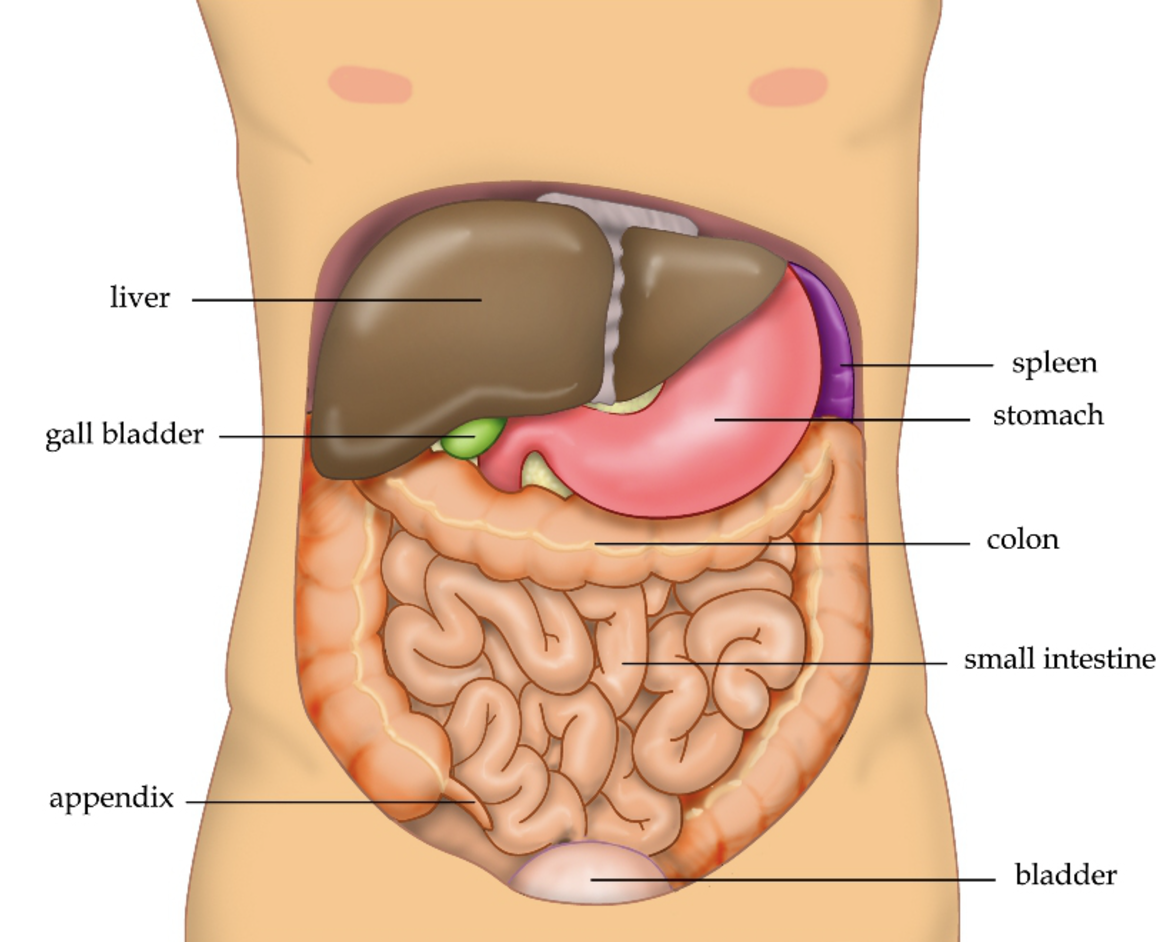 liver
spleen
stomach
gall bladder
colon
small intestine
appendix
bladder